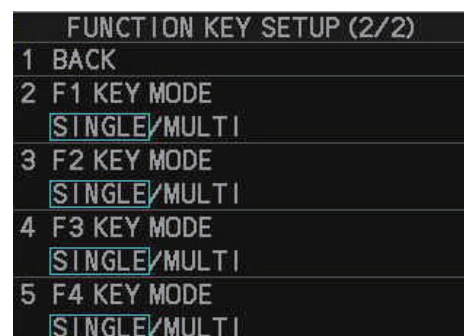 FUNCTION KEY SETUP (2/2)
1 BACK
2 F1 KEY MODE
SINGLE/MULTI
3 F2 KEY MODE
SINGLE/MULTI
4 F3 KEY MODE
SINGLE/MULTI
5 F4 KEY MODE
SINGLE/MULTI